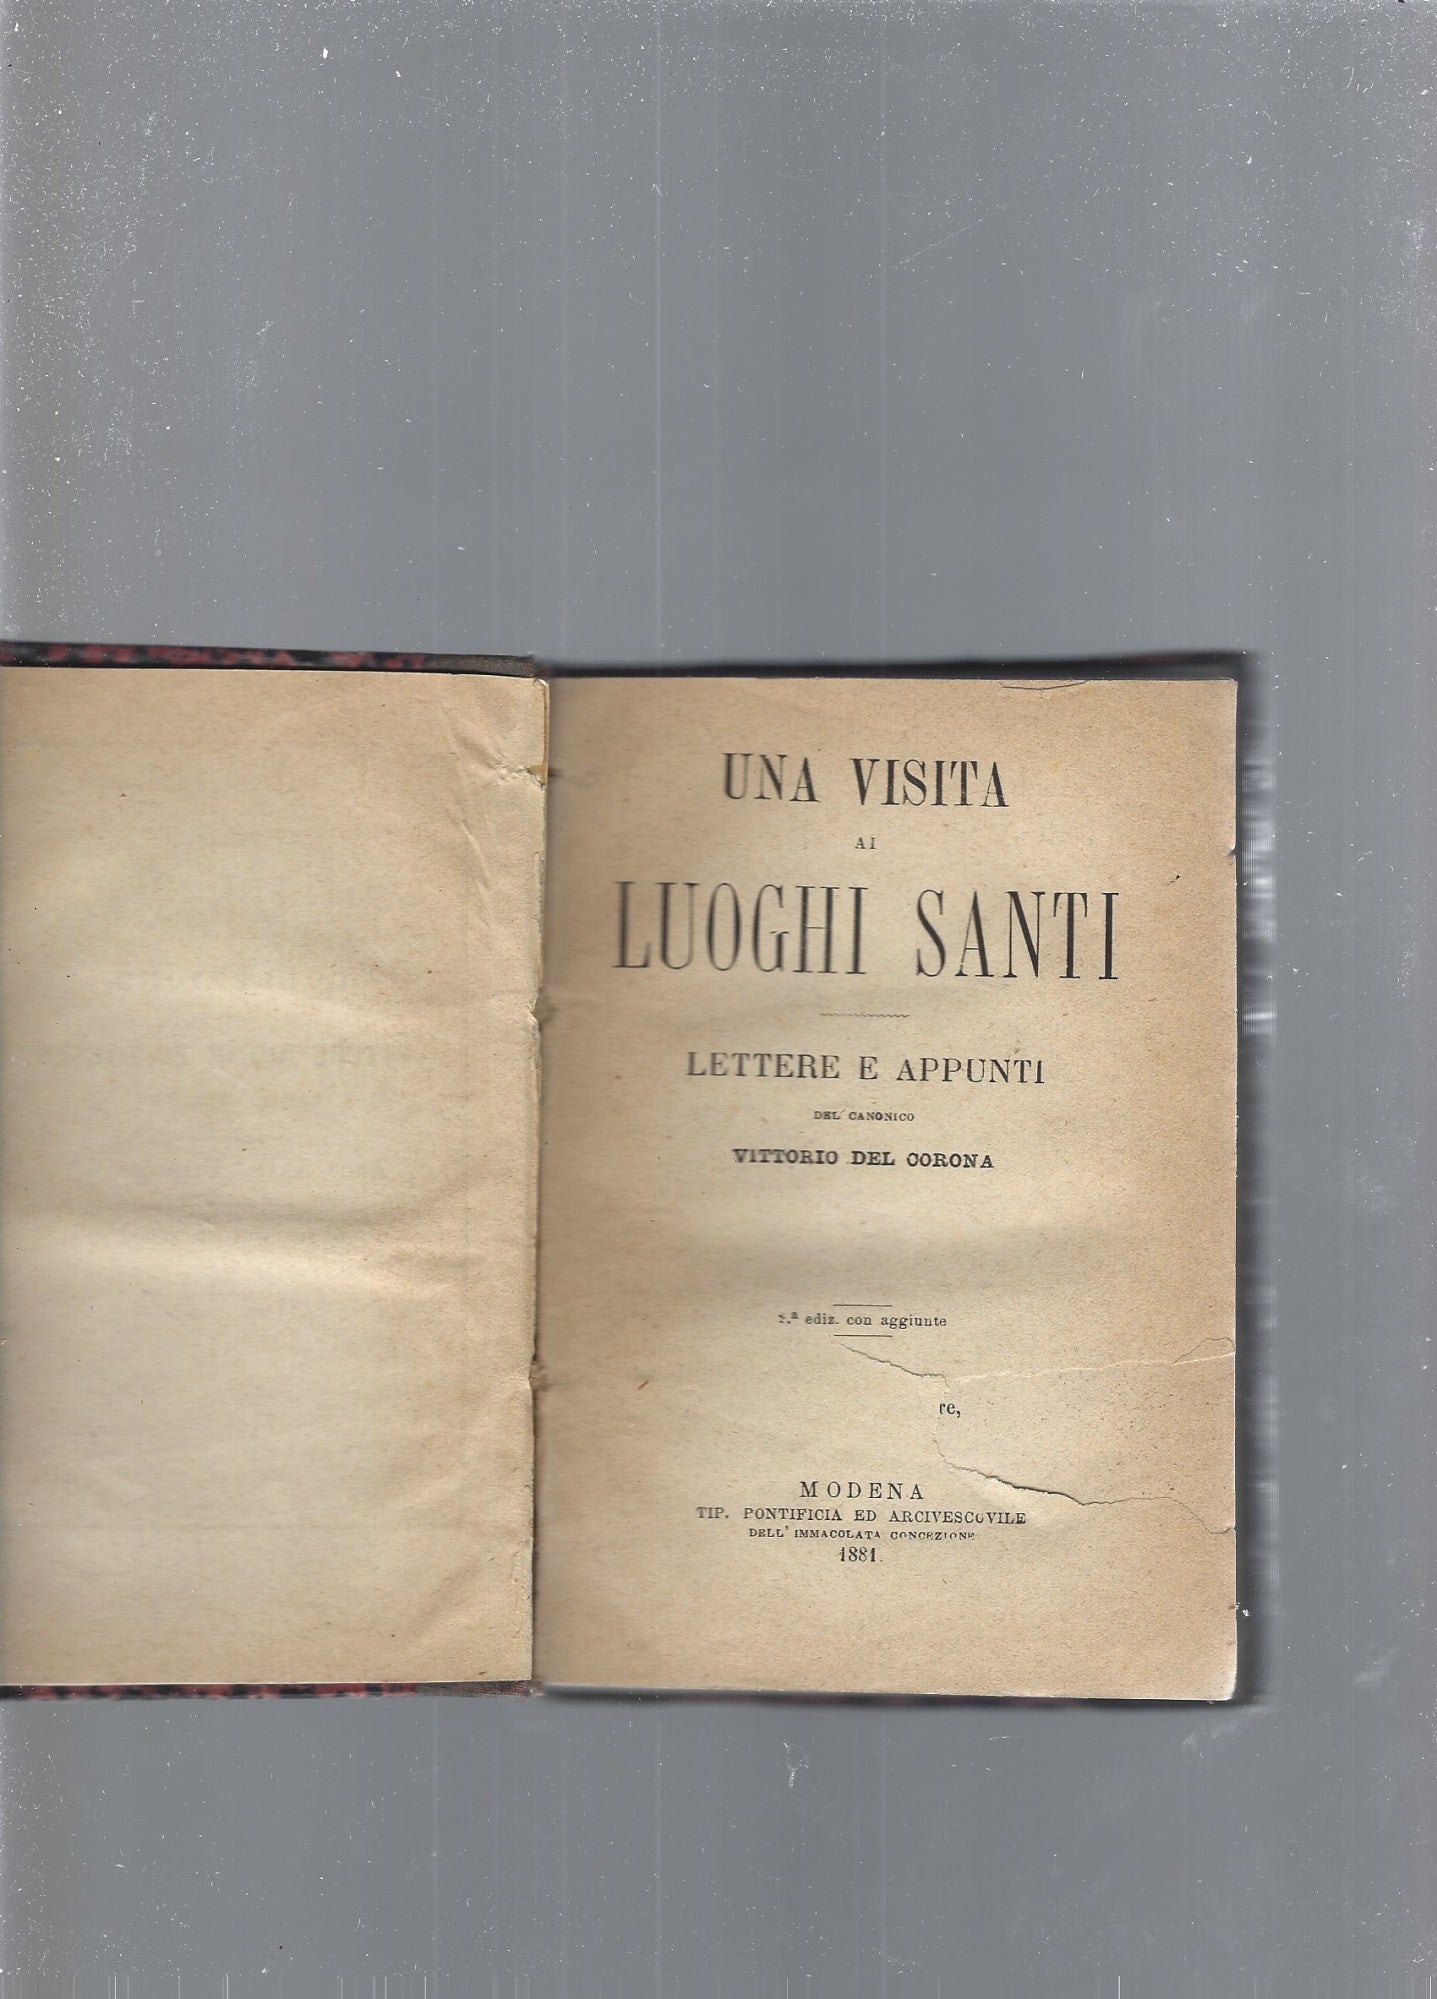 UNA VISITA
AI
LUOGHI SANTI
LETTERE E APPUNTI
DEL CANONICO
VITTORIO DEL CORONA
ediz. con aggiunte
re,
MODENA
TIP. PONTIFICIA ED ARCIVESCOVILE
DELL' IMMACOLATA CONCEZIONE
1881.